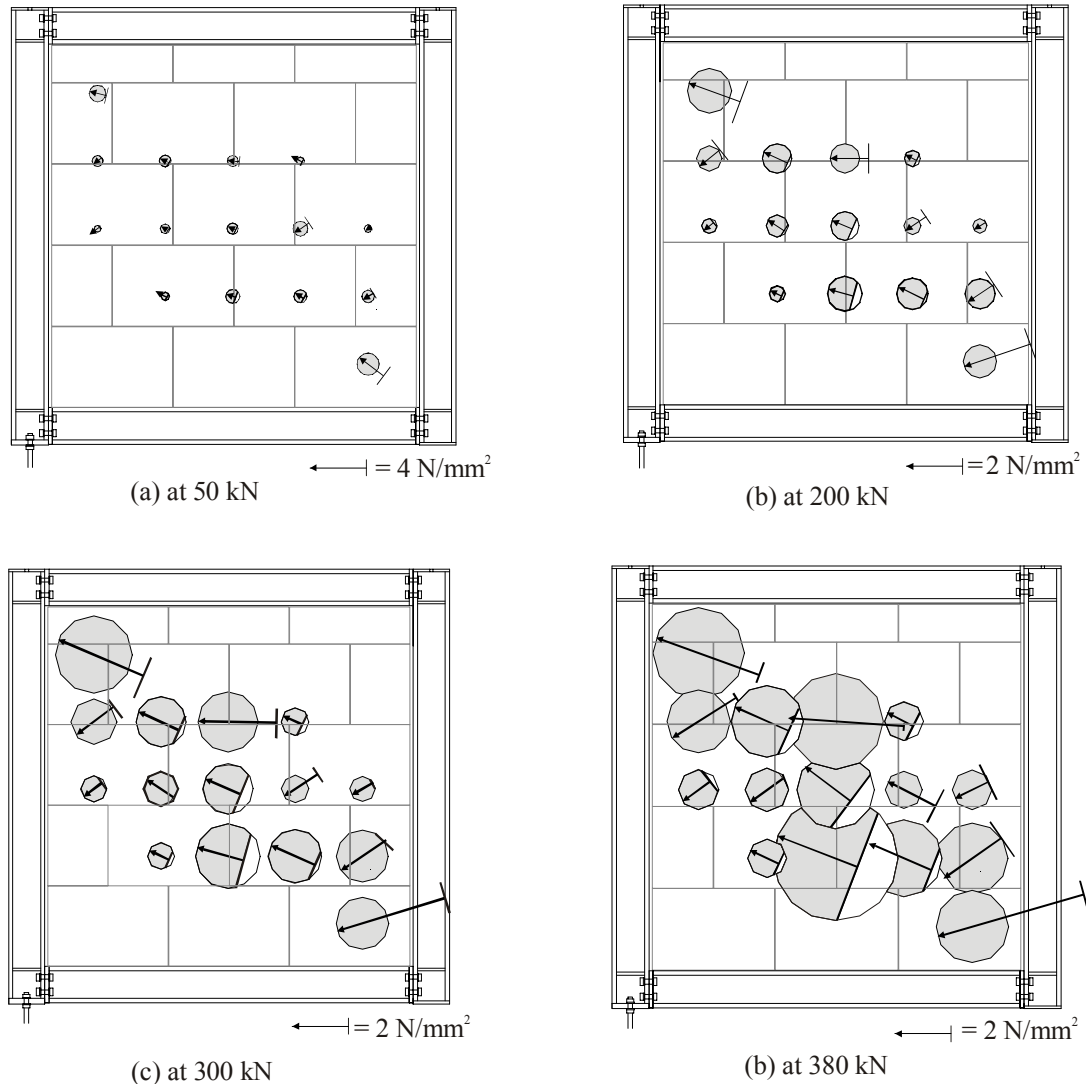 = 4 N/mm²
(a) at 50 kN
=2 N/mm²
(b) at 200 kN
= 2 N/mm²
(c) at 300 kN
= 2 N/mm²
(b) at 380 kN